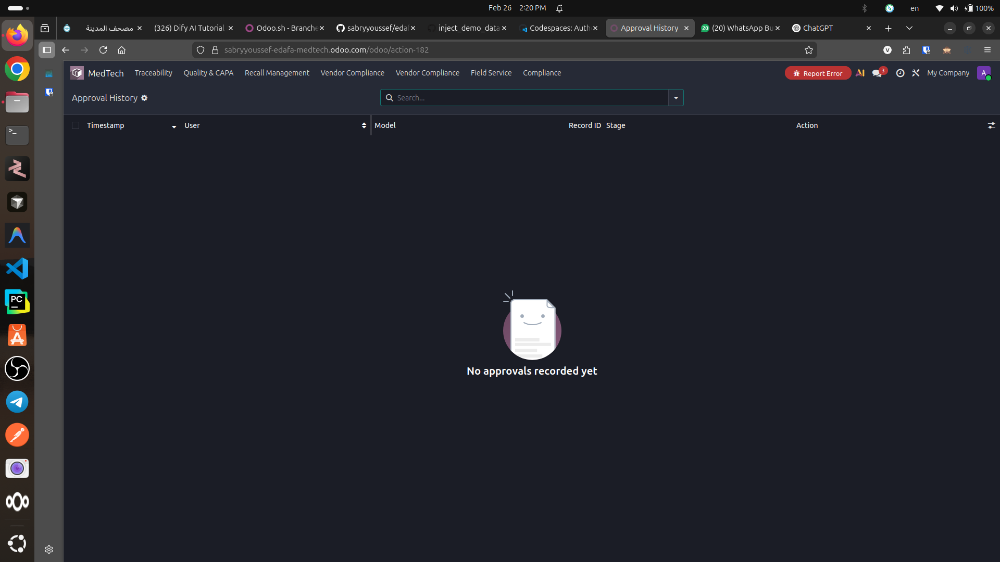 Feb 26 2:20 PM
en
100%
مصحف المدينة
(326) Dify AI Tutorial
Odoo.sh - Branche
sabryyoussef/edaf
inject_demo_data
Codespaces: Auth
Approval History
20 (20) WhatsApp Bu
ChatGPT
sabryyoussef-edafa-medtech.odoo.com/odoo/action-182
V
MedTech
Traceability
Quality & CAPA
Recall Management
Vendor Compliance
Vendor Compliance
Field Service
Compliance
Report Error
AI
3
My Company
A
Approval History
Search...
Timestamp
User
Model
Record ID
Stage
Action
No approvals recorded yet
>_
PC